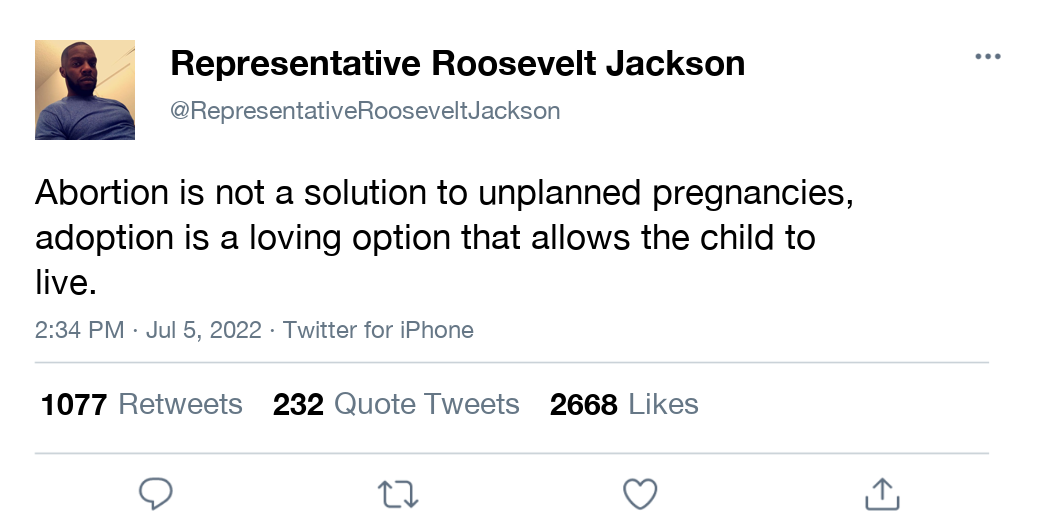 Representative Roosevelt Jackson
@RepresentativeRooseveltJackson
Abortion is not a solution to unplanned pregnancies,
adoption is a loving option that allows the child to
live.
2:34 PM · Jul 5, 2022 · Twitter for iPhone
1077 Retweets 232 Quote Tweets 2668 Likes